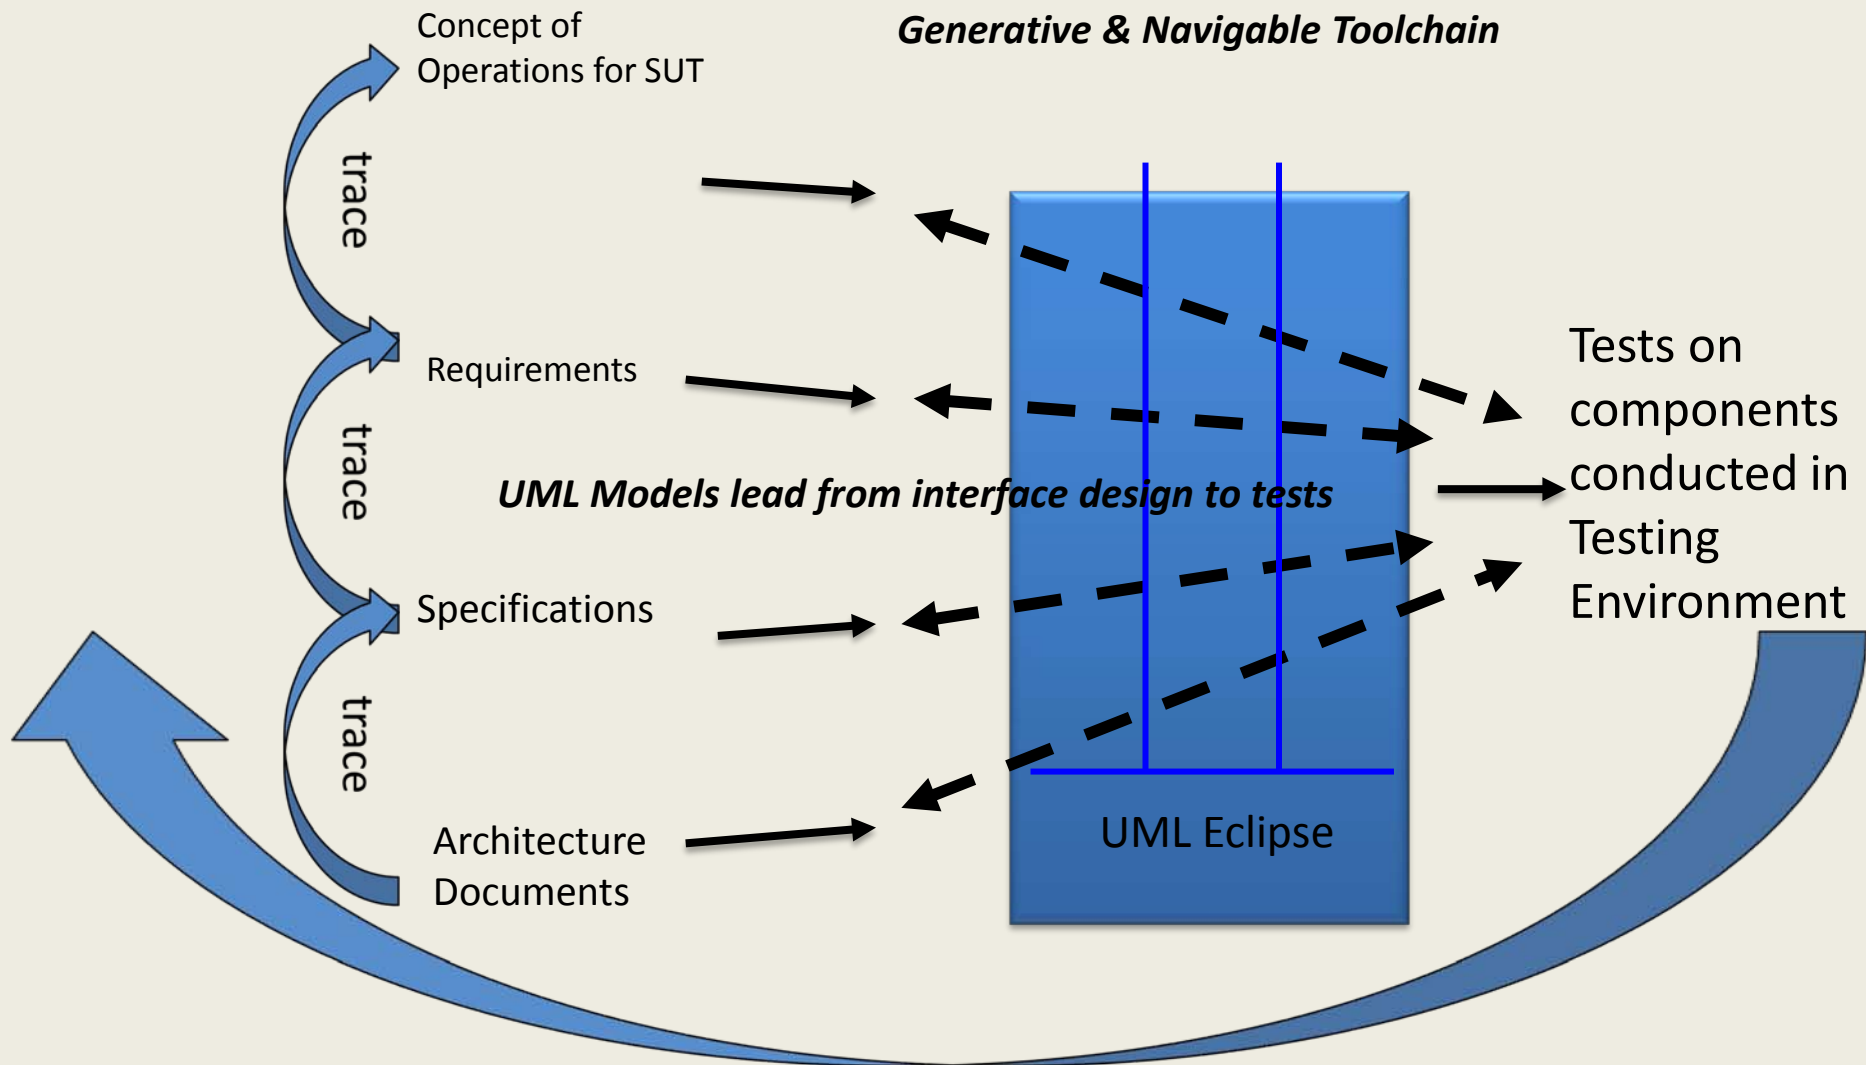 Generative & Navigable Toolchain
Concept of
Operations for SUT
trace
Requirements
trace
UML Models lead from interface design to tests
Specifications
trace
Architecture
Documents
UML Eclipse
Tests on
components
conducted in
Testing
Environment